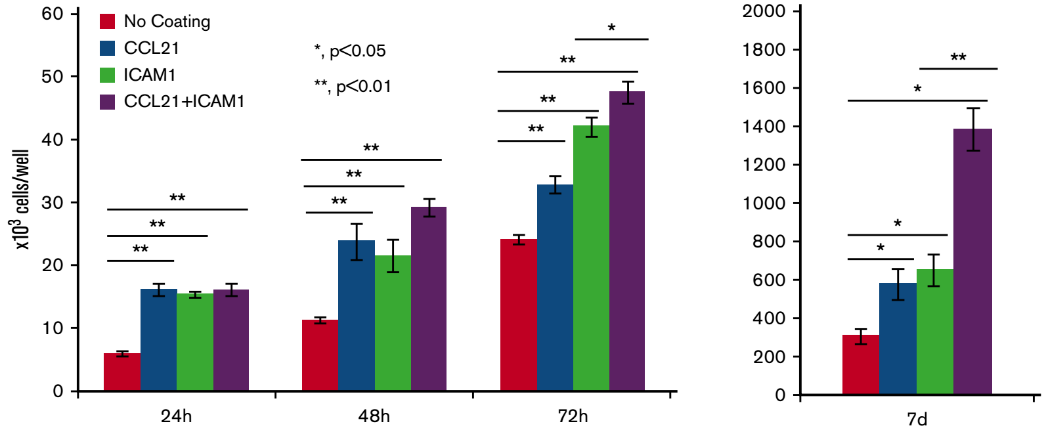 60
50
40
30
20
10
0
x10³ cells/well
No Coating
CCL21
ICAM1
CCL21+ICAM1
*, p<0.05
**, p<0.01
**
**
**
**
**
**
*
**
**
**
24h
48h
72h
2000
1800
1600
1400
1200
1000
800
600
400
200
0
**
*
*
*
7d